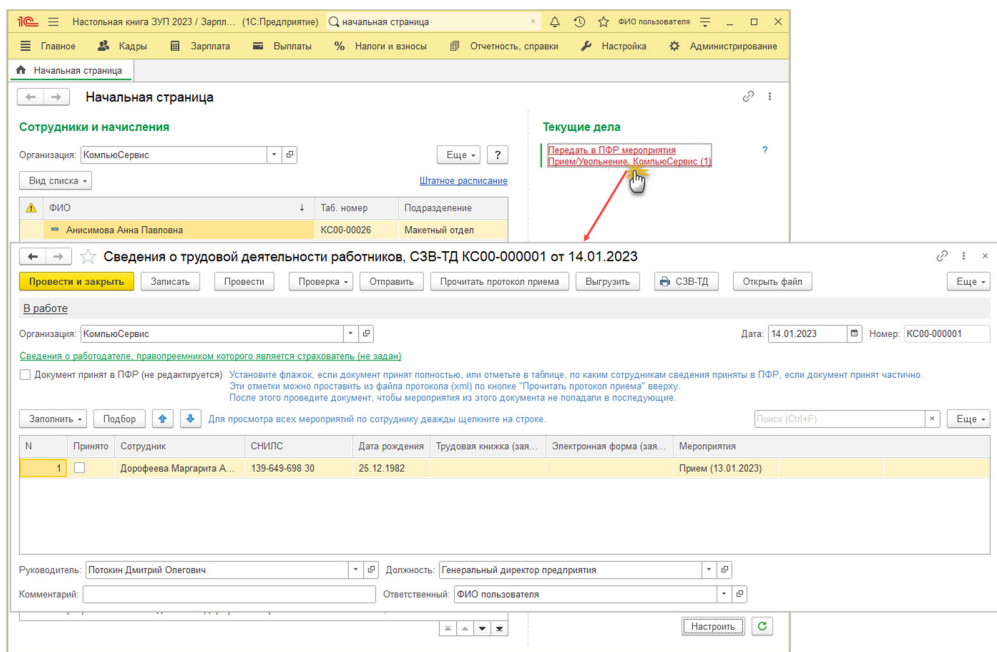 Настольная книга ЗУП 2023 / Зарпл... (1С:Предприятие) начальная страница ФИО пользователя
Главное Кадры Зарплата Выплаты % Налоги и взносы Отчетность, справки Настройка Администрирование
Начальная страница
Начальная страница
Сотрудники и начисления Текущие дела
Организация: КомпьюСервис Еще ? Передать в ПФР мероприятия ?
Прием/Увольнение, КомпьюСервис (1)
Вид списка Штатное расписание
ФИО Таб. номер Подразделение
Анисимова Анна Павловна КС00-00026 Макетный отдел
Сведения о трудовой деятельности работников, СЗВ-ТД КС00-000001 от 14.01.2023
Провести и закрыть Записать Провести Проверка Отправить Прочитать протокол приема Выгрузить СЗВ-ТД Открыть файл Еще
В работе
Организация: КомпьюСервис Дата: 14.01.2023 Номер: КС00-000001
Сведения о работодателе, правопреемником которого является страхователь (не задан)
Документ принят в ПФР (не редактируется) Установите флажок, если документ принят полностью, или отметьте в таблице, по каким сотрудникам сведения приняты в ПФР, если документ принят частично.
Эти отметки можно проставить из файла протокола (xml) по кнопке "Прочитать протокол приема" вверху.
После этого проведите документ, чтобы мероприятия из этого документа не попадали в последующие.
Заполнить Подбор Для просмотра всех мероприятий по сотруднику дважды щелкните на строке. Поиск (Ctrl+F) Еще
N Принято Сотрудник СНИЛС Дата рождения Трудовая книжка (зая... Электронная форма (зая... Мероприятия
1 Дорофеева Маргарита А... 139-649-698 30 25.12.1982 Прием (13.01.2023)
Руководитель: Потокин Дмитрий Олегович Должность: Генеральный директор предприятия
Комментарий: Ответственный: ФИО пользователя
Настроить